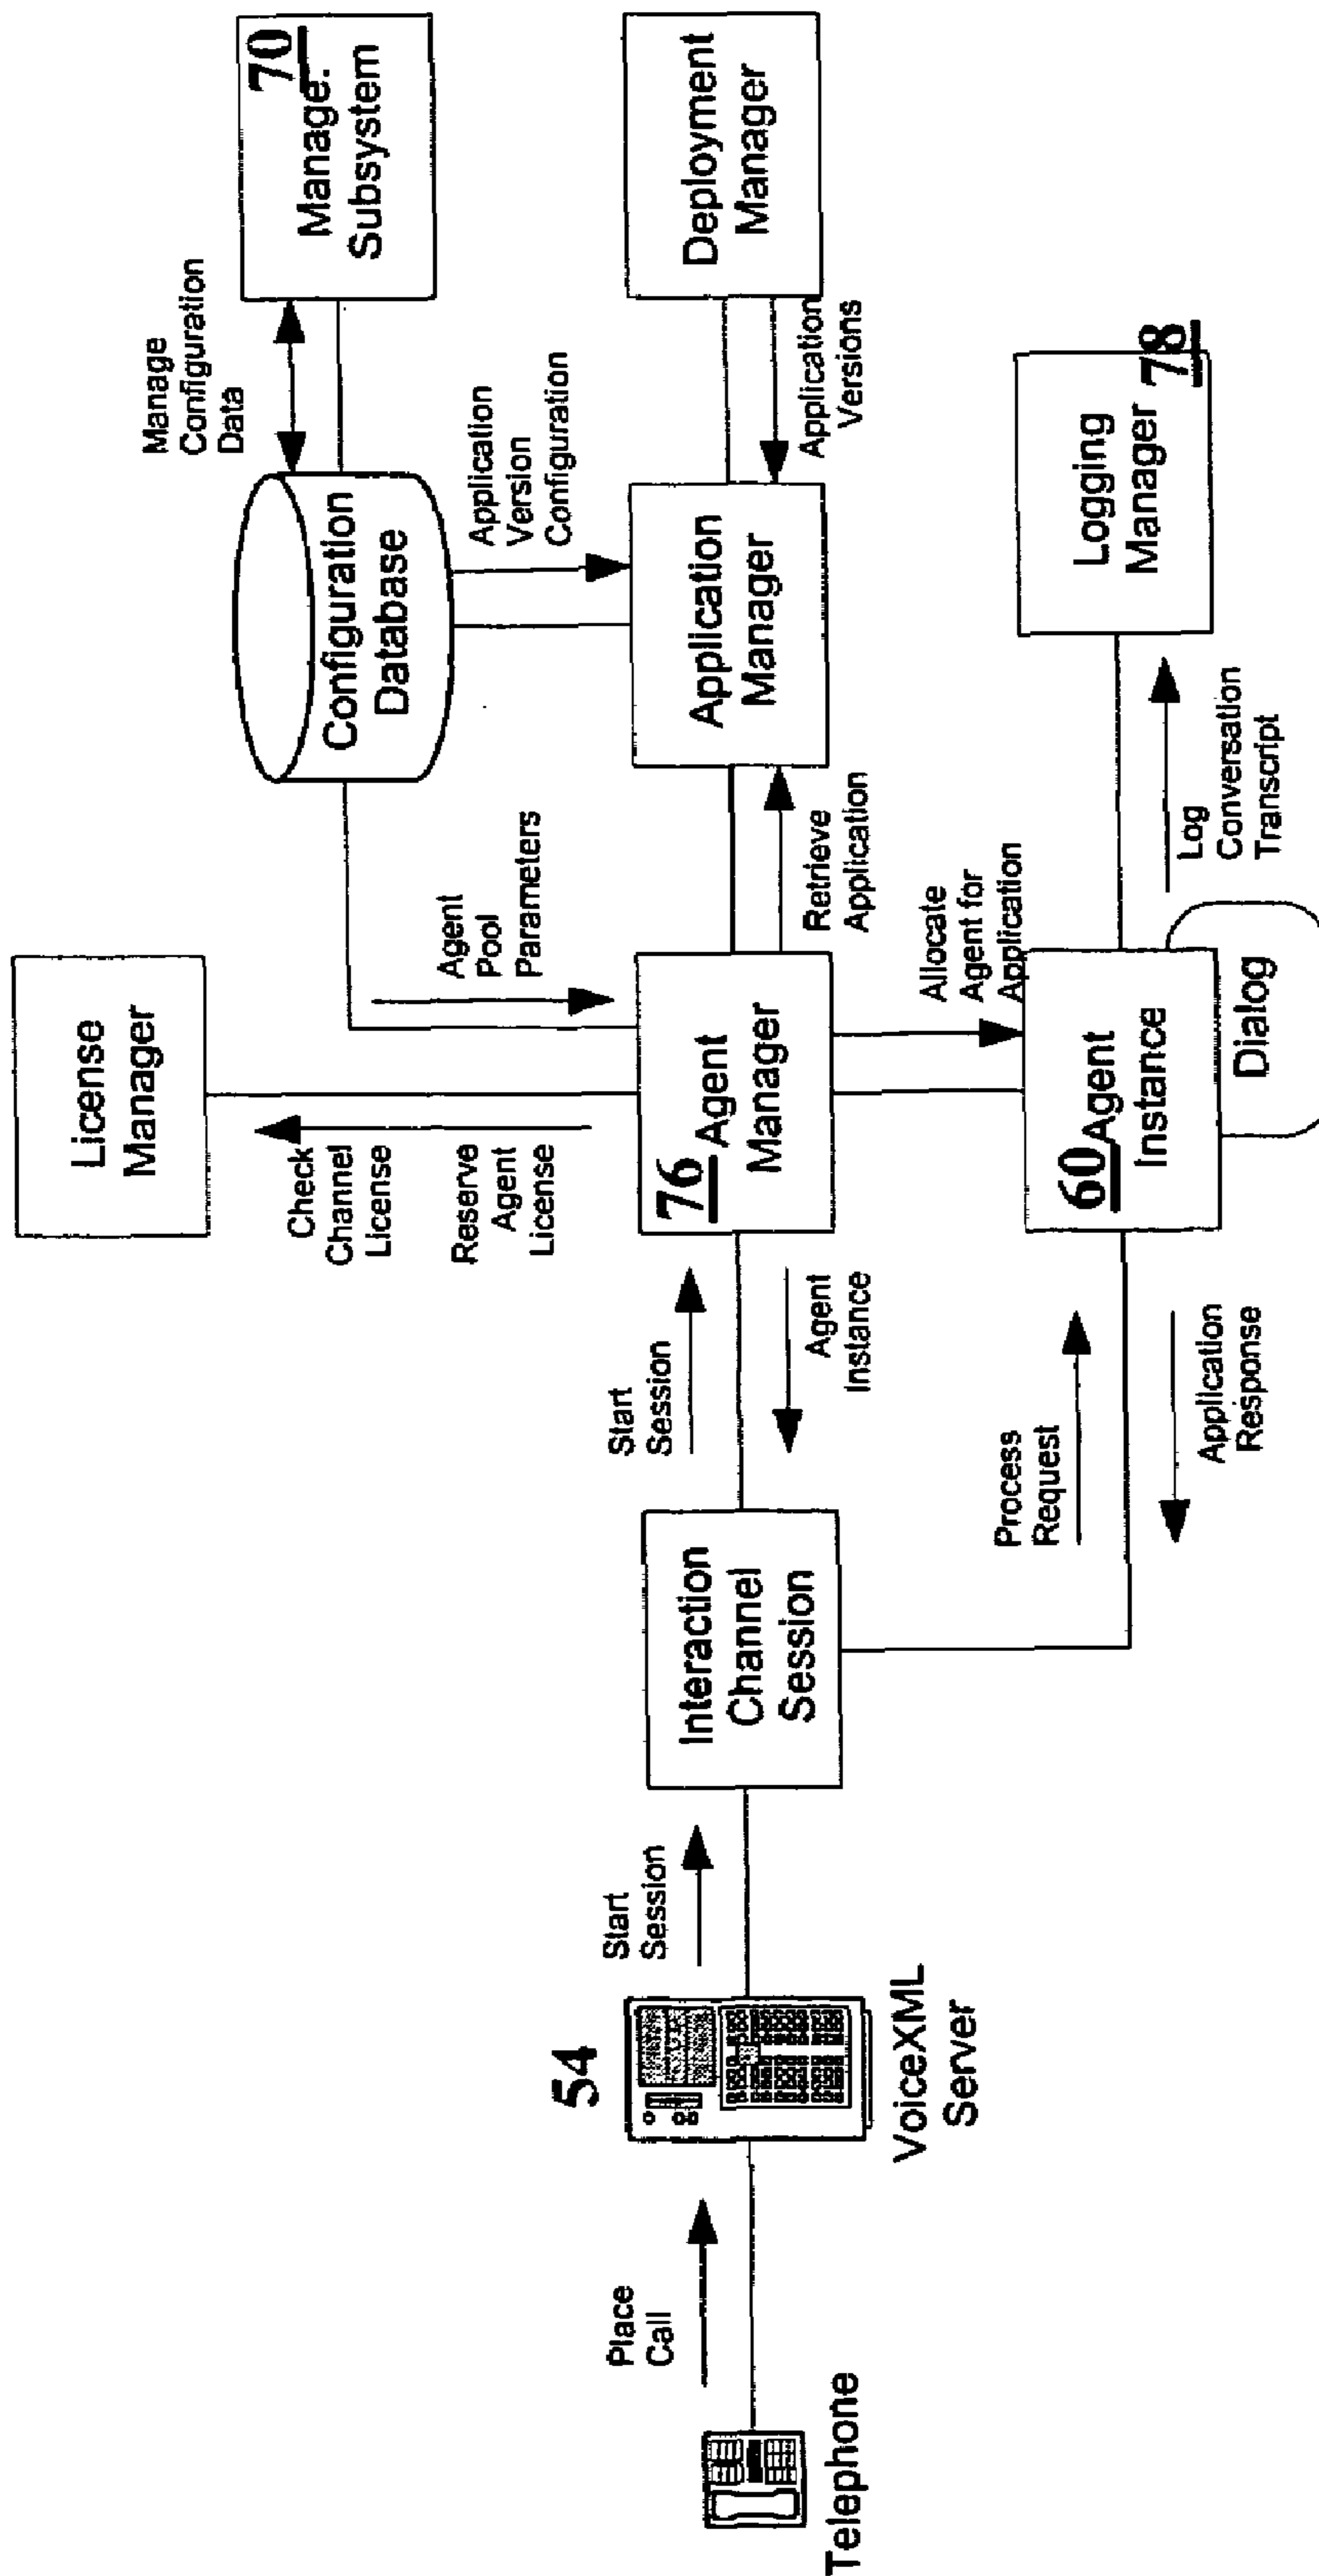 License
Manager
70
Manage.
Subsystem
Manage
Configuration
Data
Configuration
Database
Check
Channel
License
Reserve
Agent
License
Agent
Pool
Parameters
Application
Version
Configuration
Deployment
Manager
Application
Versions
Application
Manager
Retrieve
Application
76 Agent
Manager
Start
Session
Agent
Instance
Interaction
Channel
Session
Start
Session
54
VoiceXML
Server
Place
Call
Telephone
Process
Request
Application
Response
Allocate
Agent for
Application
60 Agent
Instance
Dialog
Log
Conversation
Transcript
Logging
Manager 78